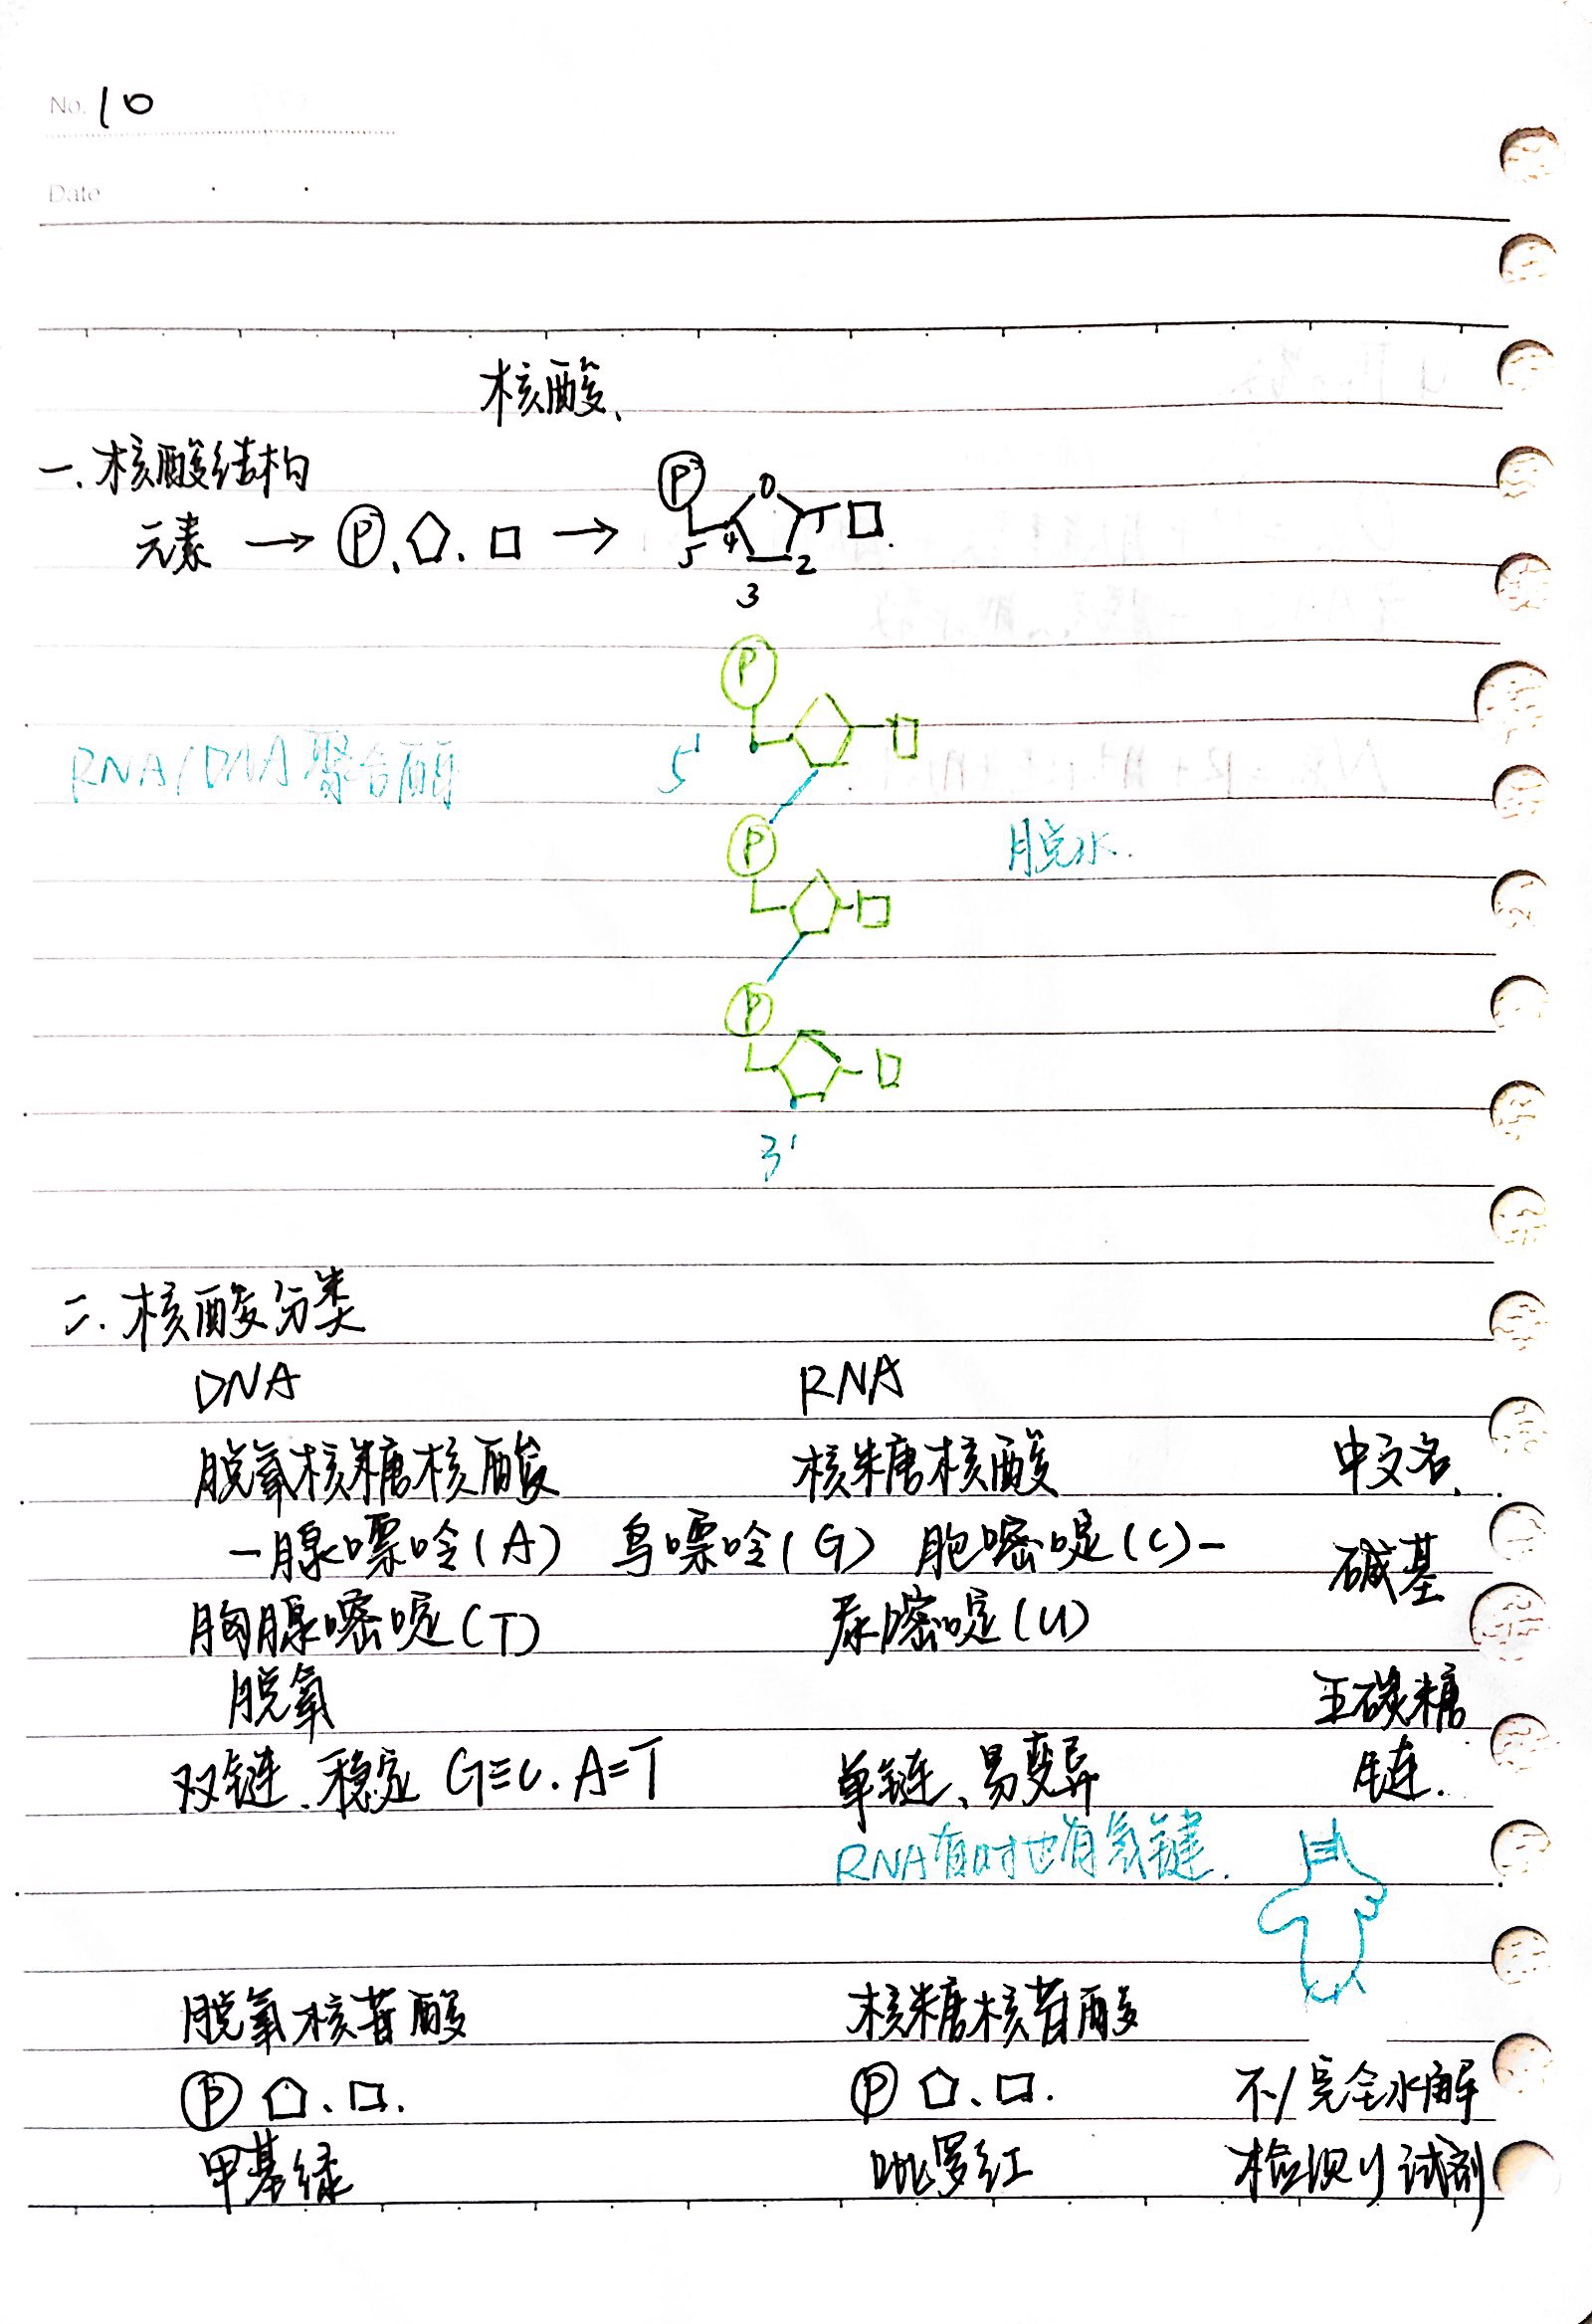 No. 10
Date
核酸、
一.核酸结构
元素 → P、⬠. □ → P O 1 □
5 4 3 2
P
RNA/DNA聚合酶 5'
P 脱水.
P
3'
二.核酸分类
DNA RNA
脱氧核糖核酸 核糖核酸 中文名、
—腺嘌呤(A) 鸟嘌呤(G) 胞嘧啶(C)— 碱基
胸腺嘧啶(T) 尿嘧啶(U)
脱氧 五碳糖
双链、稳定 G≡C. A=T 单链、易变异 链.
RNA有时也有氢键.
脱氧核苷酸 核糖核苷酸
P ⬠、□. P ⬠、□. 不/完全水解
甲基绿 吡罗红 检测试剂